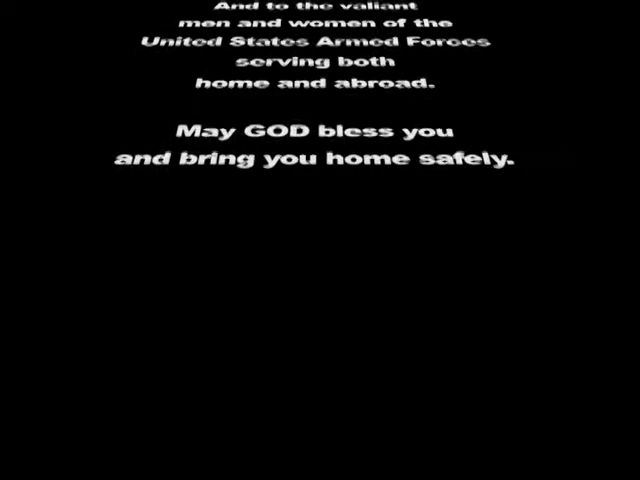 And to the valiant
men and women of the
United States Armed Forces
serving both
home and abroad.
May GOD bless you
and bring you home safely.